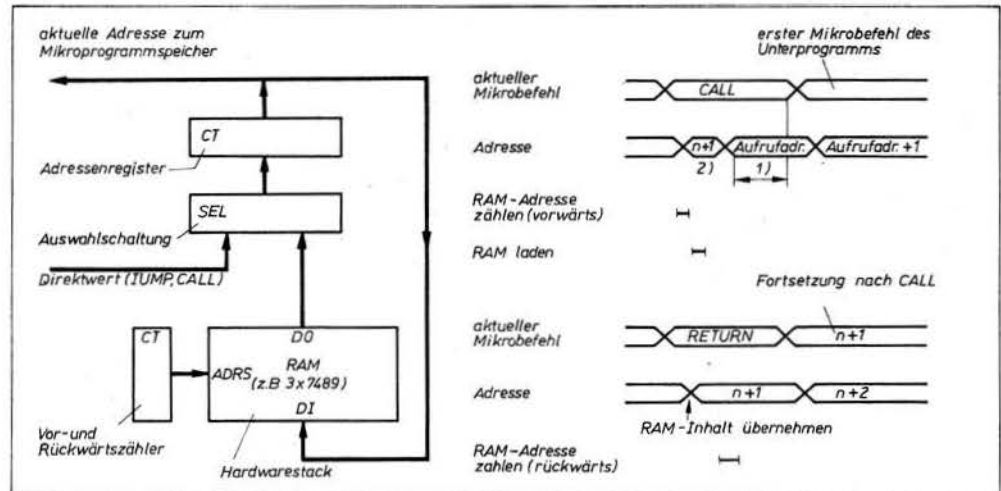 aktuelle Adresse zum
Mikroprogrammspeicher
CT
Adressenregister
SEL
Auswahlschaltung
Direktwert (IUMP, CALL)
CT
DO
ADRS
RAM
(z.B 3x7489)
DI
Vor- und
Rückwärtszähler
Hardwarestack
erster Mikrobefehl des
Unterprogramms
aktueller
Mikrobefehl
CALL
Adresse
n+1
Aufrufadr.
Aufrufadr.+1
2)
1)
RAM-Adresse
zählen (vorwärts)
RAM laden
Fortsetzung nach CALL
aktueller
Mikrobefehl
RETURN
n+1
Adresse
n+1
n+2
RAM-Inhalt übernehmen
RAM-Adresse
zahlen (rückwärts)